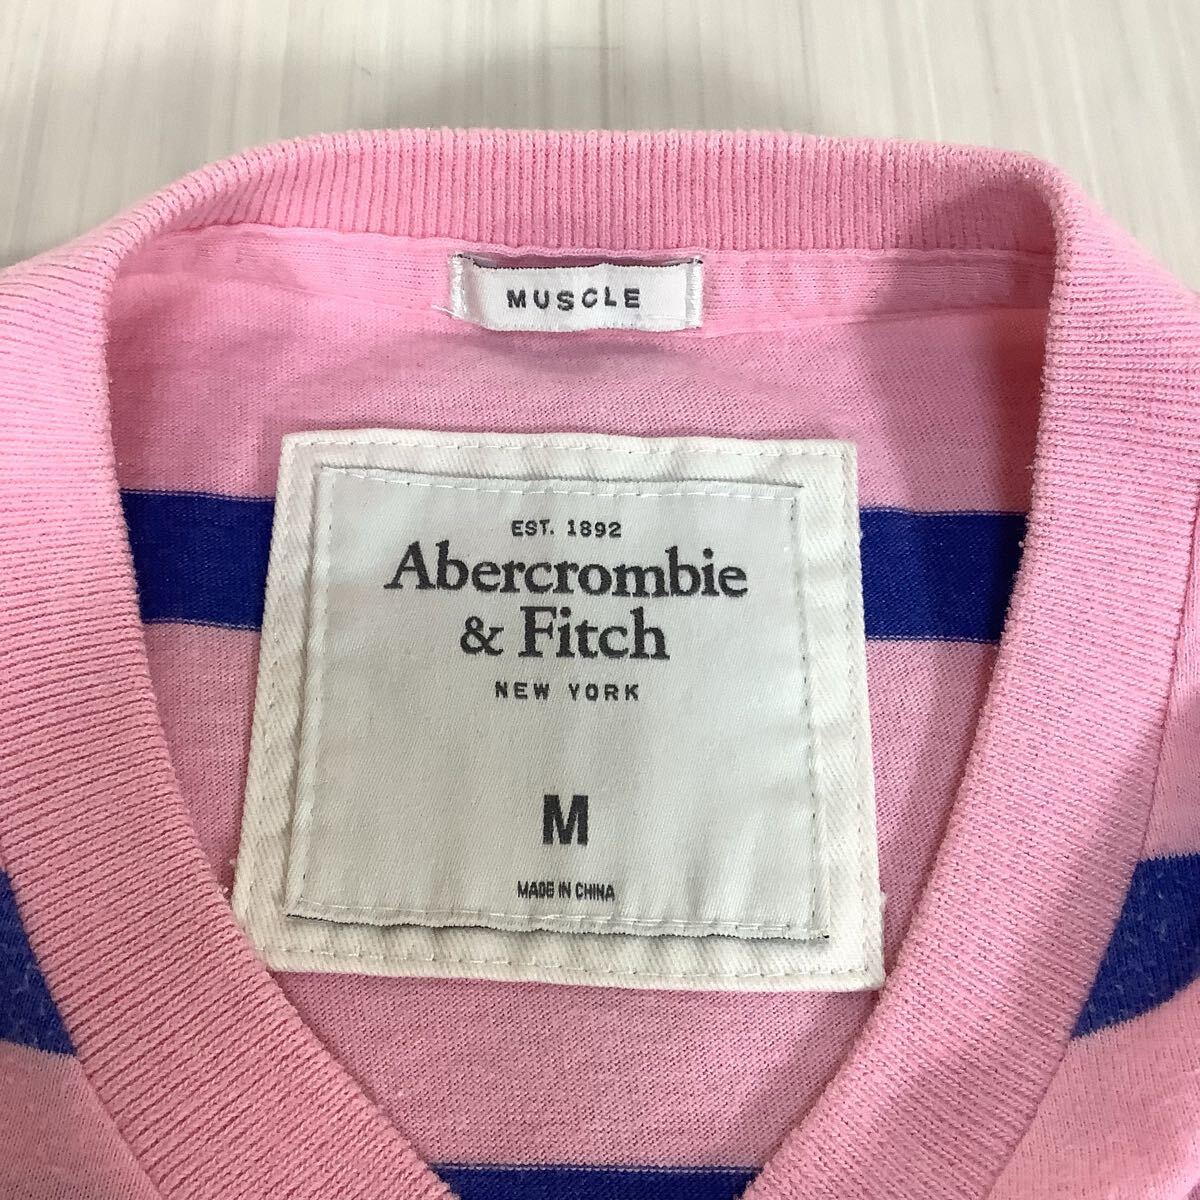 MUSCLE
EST. 1892
Abercrombie
& Fitch
NEW YORK
M
MADE IN CHINA